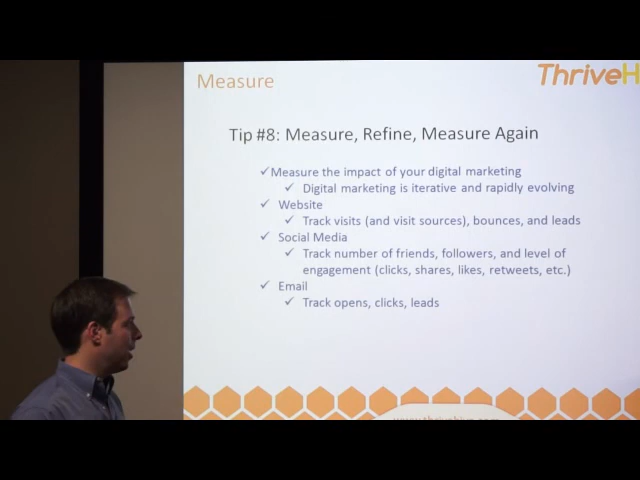 Measure
ThriveH
Tip #8: Measure, Refine, Measure Again
✓Measure the impact of your digital marketing
✓ Digital marketing is iterative and rapidly evolving
✓ Website
✓ Track visits (and visit sources), bounces, and leads
✓ Social Media
✓ Track number of friends, followers, and level of
engagement (clicks, shares, likes, retweets, etc.)
✓ Email
✓ Track opens, clicks, leads